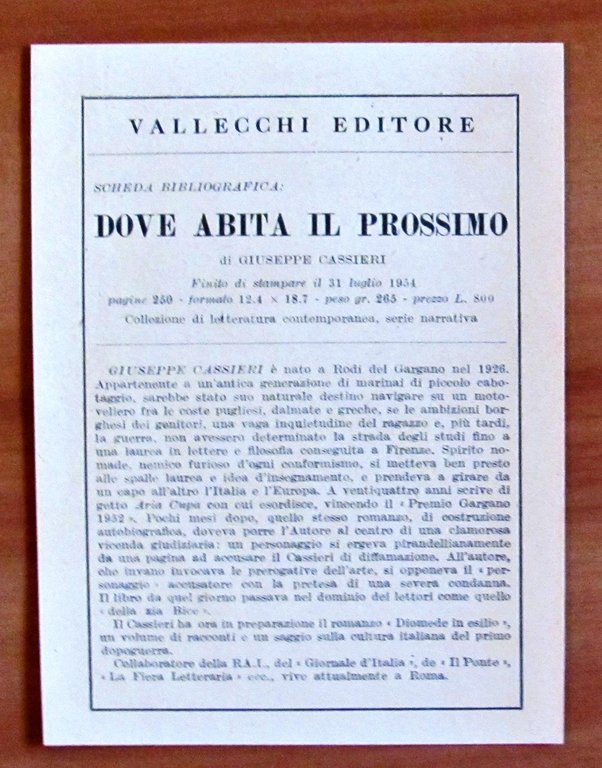 VALLECCHI EDITORE
SCHEDA BIBLIOGRAFICA:
DOVE ABITA IL PROSSIMO
di GIUSEPPE CASSIERI
Finito di stampare il 31 luglio 1954
pagine 250 - formato 12.4 × 18.7 - peso gr. 265 - prezzo L. 800
Collezione di letteratura contemporanea, serie narrativa
GIUSEPPE CASSIERI è nato a Rodi del Gargano nel 1926.
Appartenente a un'antica generazione di marinai di piccolo cabo-
taggio, sarebbe stato suo naturale destino navigare su un moto-
veliero fra le coste pugliesi, dalmate e greche, se le ambizioni bor-
ghesi dei genitori, una vaga inquietudine del ragazzo e, più tardi,
la guerra, non avessero determinato la strada degli studi fino a
una laurea in lettere e filosofia conseguita a Firenze. Spirito no-
made, nemico furioso d'ogni conformismo, si metteva ben presto
alle spalle laurea e idea d'insegnamento, e prendeva a girare da
un capo all'altro l'Italia e l'Europa. A ventiquattro anni scrive di
getto Aria Cupa con cui esordisce, vincendo il « Premio Gargano
1952 ». Pochi mesi dopo, quello stesso romanzo, di costruzione
autobiografica, doveva porre l'Autore al centro di una clamorosa
vicenda giudiziaria: un personaggio si ergeva pirandellianamente
da una pagina ad accusare il Cassieri di diffamazione. All'autore,
che invano invocava le prerogative dell'arte, si opponeva il « per-
sonaggio » accusatore con la pretesa di una severa condanna.
Il libro da quel giorno passava nel dominio dei lettori come quello
« della zia Bice ».
Il Cassieri ha ora in preparazione il romanzo « Diomede in esilio »,
un volume di racconti e un saggio sulla cultura italiana del primo
dopoguerra.
Collaboratore della RA.I., del « Giornale d'Italia », de « Il Ponte »,
« La Fiera Letteraria » ecc., vive attualmente a Roma.